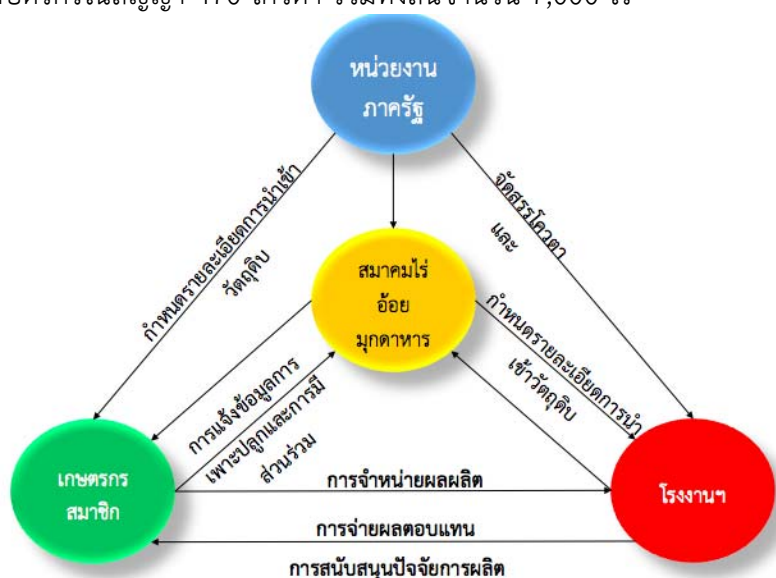 หน่วยงาน
ภาครัฐ
กำหนดรายละเอียดการนำเข้า
วัตถุดิบ
จัดสรรโควตา
และ
สมาคมไร่
อ้อย
มุกดาหาร
กำหนดรายละเอียดการนำ
เข้าวัตถุดิบ
การแจ้งข้อมูลการ
เพาะปลูกและการมี
ส่วนร่วม
เกษตรกร
สมาชิก
การจำหน่ายผลผลิต
โรงงานฯ
การจ่ายผลตอบแทน
การสนับสนุนปัจจัยการผลิต